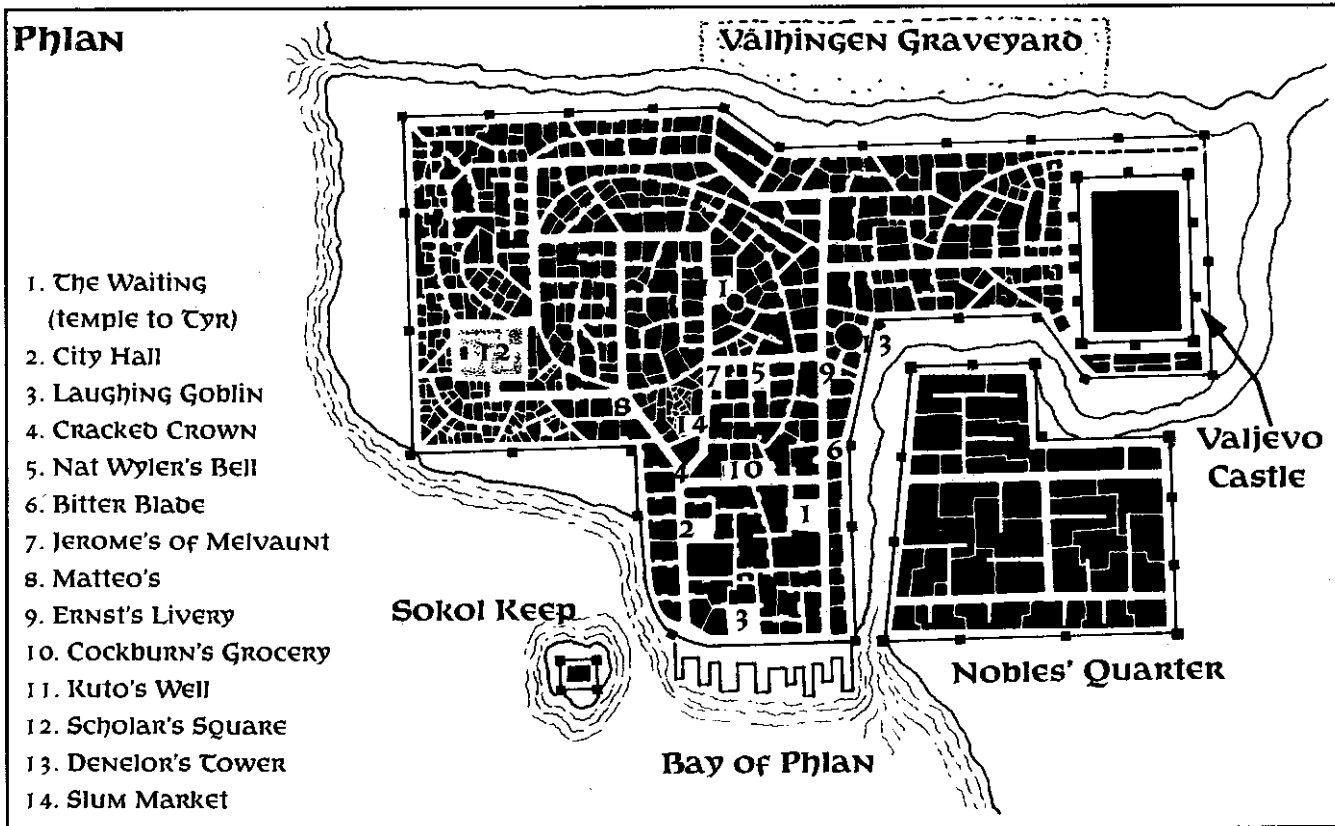 Phlan
Valhingen Graveyard
1. The Waiting
(temple to Tyr)
2. City Hall
3. Laughing Goblin
4. Cracked Crown
5. Nat Wyler's Bell
6. Bitter Blade
7. Jerome's of Melvaunt
8. Matteo's
9. Ernst's Livery
10. Cockburn's Grocery
11. Kuto's Well
12. Scholar's Square
13. Denelor's Tower
14. Slum Market
11
13
12
7
5
9
8
14
6
4
10
2
1
3
Valjevo
Castle
Sokol Keep
Nobles' Quarter
Bay of Phlan